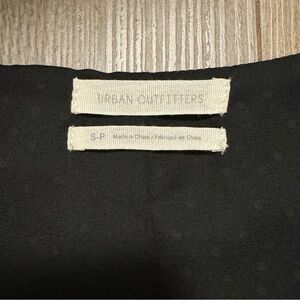 URBAN OUTFITTERS
S-P Made in China / Fabriqué en Chine